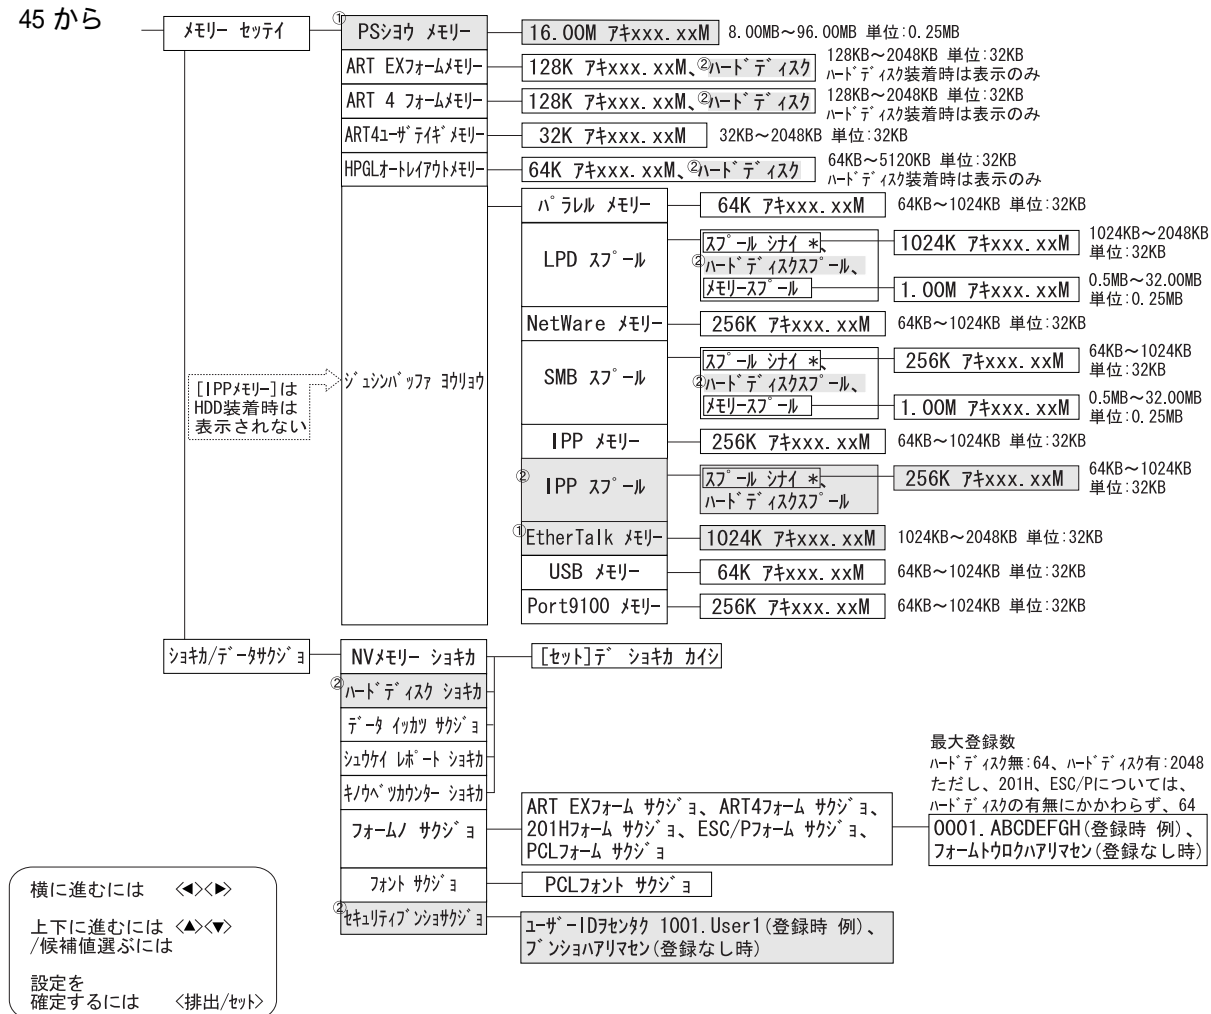 45 から
メモリー セッテイ
① PSショウ メモリー
16.00M アキxxx.xxM
8.00MB～96.00MB 単位:0.25MB
ART EXフォームメモリー
128K アキxxx.xxM、②ハードディスク
128KB～2048KB 単位:32KB
ハードディスク装着時は表示のみ
ART 4 フォームメモリー
128K アキxxx.xxM、②ハードディスク
128KB～2048KB 単位:32KB
ハードディスク装着時は表示のみ
ART4ユーザテイギメモリー
32K アキxxx.xxM
32KB～2048KB 単位:32KB
HPGLオートレイアウトメモリー
64K アキxxx.xxM、②ハードディスク
64KB～5120KB 単位:32KB
ハードディスク装着時は表示のみ
ジュシンバッファ ヨウリョウ
[IPPメモリー]は
HDD装着時は
表示されない
パラレル メモリー
64K アキxxx.xxM
64KB～1024KB 単位:32KB
LPD スプール
スプール シナイ *、
②ハードディスクスプール、
メモリースプール
1024K アキxxx.xxM
1024KB～2048KB
単位:32KB
1.00M アキxxx.xxM
0.5MB～32.00MB
単位:0.25MB
NetWare メモリー
256K アキxxx.xxM
64KB～1024KB 単位:32KB
SMB スプール
スプール シナイ *、
②ハードディスクスプール、
メモリースプール
256K アキxxx.xxM
64KB～1024KB
単位:32KB
1.00M アキxxx.xxM
0.5MB～32.00MB
単位:0.25MB
IPP メモリー
256K アキxxx.xxM
64KB～1024KB 単位:32KB
② IPP スプール
スプール シナイ *、
ハードディスクスプール
256K アキxxx.xxM
64KB～1024KB
単位:32KB
①EtherTalk メモリー
1024K アキxxx.xxM
1024KB～2048KB 単位:32KB
USB メモリー
64K アキxxx.xxM
64KB～1024KB 単位:32KB
Port9100 メモリー
256K アキxxx.xxM
64KB～1024KB 単位:32KB
ショキカ/データサクジョ
NVメモリー ショキカ
[セット]デ ショキカ カイシ
②ハードディスク ショキカ
データ イッカツ サクジョ
シュウケイ レポート ショキカ
キノウベツカウンター ショキカ
フォームノ サクジョ
ART EXフォーム サクジョ、ART4フォーム サクジョ、
201Hフォーム サクジョ、ESC/Pフォーム サクジョ、
PCLフォーム サクジョ
最大登録数
ハードディスク無:64、ハードディスク有:2048
ただし、201H、ESC/Pについては、
ハードディスクの有無にかかわらず、64
0001.ABCDEFGH(登録時 例)、
フォームトウロクハアリマセン(登録なし時)
フォント サクジョ
PCLフォント サクジョ
②セキュリティブンショサクジョ
ユーザーIDヲセンタク 1001.User1(登録時 例)、
ブンショハアリマセン(登録なし時)
横に進むには 〈◀〉〈▶〉
上下に進むには 〈▲〉〈▼〉
/候補値選ぶには
設定を
確定するには 〈排出/セット〉